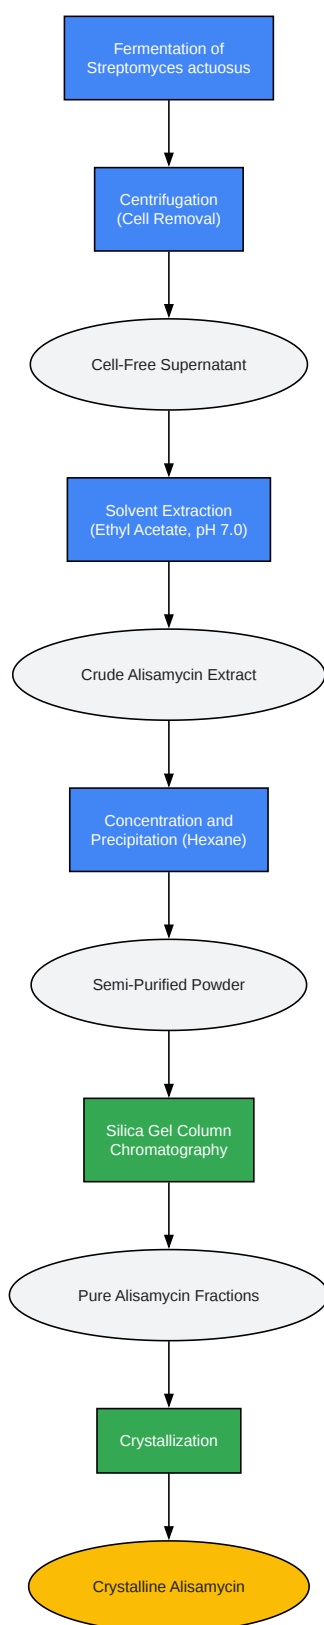 Fermentation of
Streptomyces actuosus
Centrifugation
(Cell Removal)
Cell-Free Supernatant
Solvent Extraction
(Ethyl Acetate, pH 7.0)
Crude Alisamycin Extract
Concentration and
Precipitation (Hexane)
Semi-Purified Powder
Silica Gel Column
Chromatography
Pure Alisamycin Fractions
Crystallization
Crystalline Alisamycin